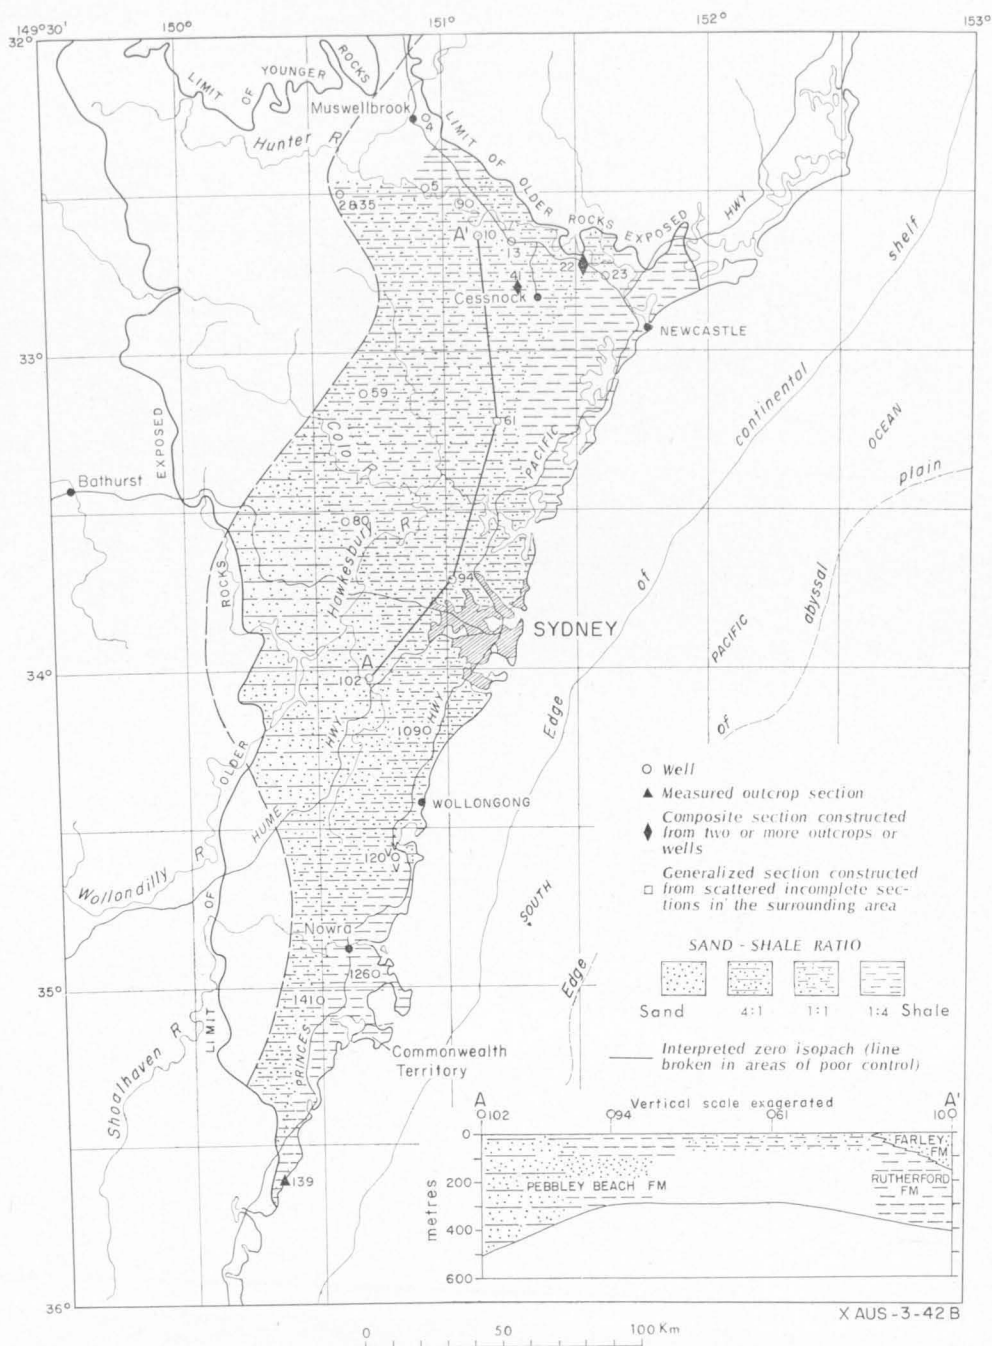 149°30'
150°
151°
152°
153°
32°
LIMIT OF YOUNGER ROCKS
Muswellbrook
4
Hunter R
LIMIT OF OLDER ROCKS EXPOSED
HWY
5
28 35
90
A'
10
13
22
23
41
Cessnock
NEWCASTLE
shelf
33°
59
Colo R
61
PACIFIC
continental
OCEAN
EXPOSED
Bathurst
plain
80
Hawkesbury R
94
ROCKS
SYDNEY
of
abyssal
PACIFIC
34°
A
102
Edge
of
HWY
109
OLDER
HWY
WOLLONGONG
HUME
V
120
V
Wollondilly R
OF
SOUTH
Nowra
126
Edge
35°
141
LIMIT
PRINCES
Shoalhaven R
Commonwealth
Territory
139
36°
Well
Measured outcrop section
Composite section constructed
from two or more outcrops or
wells
Generalized section constructed
from scattered incomplete sec-
tions in the surrounding area
SAND - SHALE RATIO
Sand 4:1 1:1 1:4 Shale
Interpreted zero isopach (line
broken in areas of poor control)
A Vertical scale exagerated A'
102 94 61 10
0
200
400
600
metres
FARLEY
FM
PEBBLEY BEACH FM
RUTHERFORD
FM
X AUS-3-42 B
0 50 100 Km